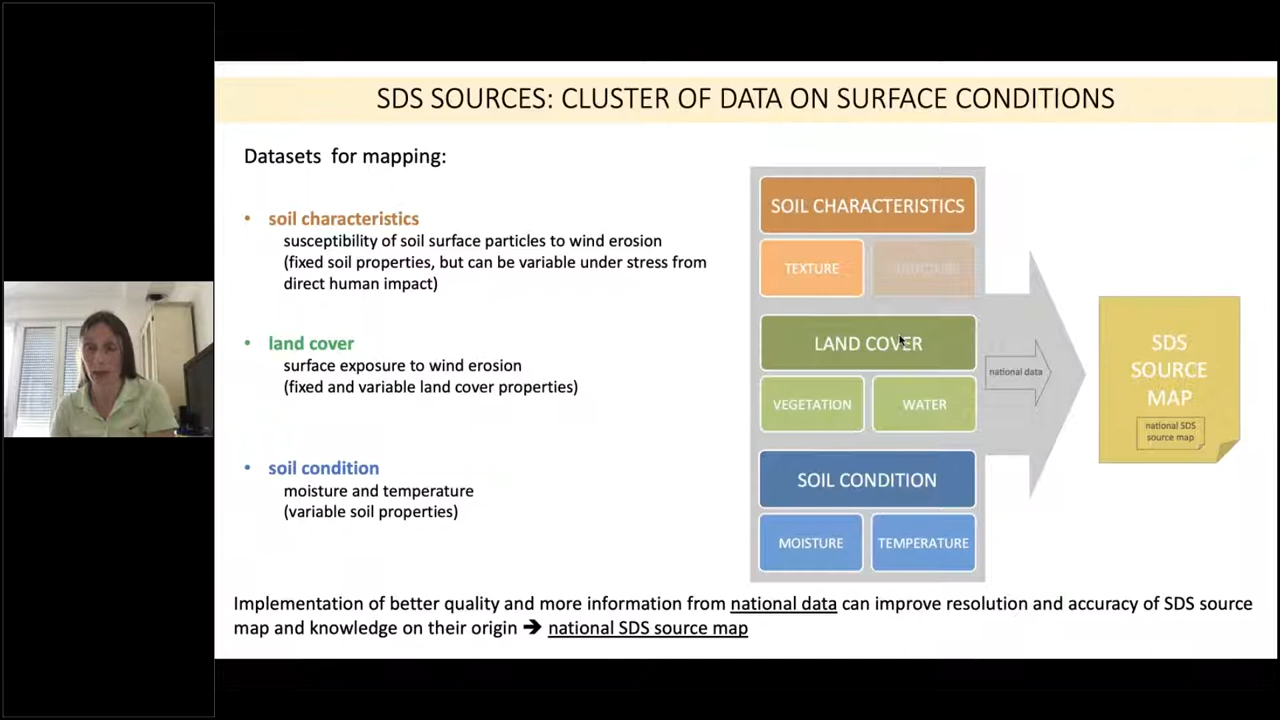 SDS SOURCES: CLUSTER OF DATA ON SURFACE CONDITIONS
Datasets for mapping:
• soil characteristics
susceptibility of soil surface particles to wind erosion
(fixed soil properties, but can be variable under stress from
direct human impact)
• land cover
surface exposure to wind erosion
(fixed and variable land cover properties)
• soil condition
moisture and temperature
(variable soil properties)
SOIL CHARACTERISTICS
TEXTURE
LAND COVER
VEGETATION
WATER
SOIL CONDITION
MOISTURE
TEMPERATURE
national data
SDS
SOURCE
MAP
national SDS
source map
Implementation of better quality and more information from national data can improve resolution and accuracy of SDS source
map and knowledge on their origin ➔ national SDS source map